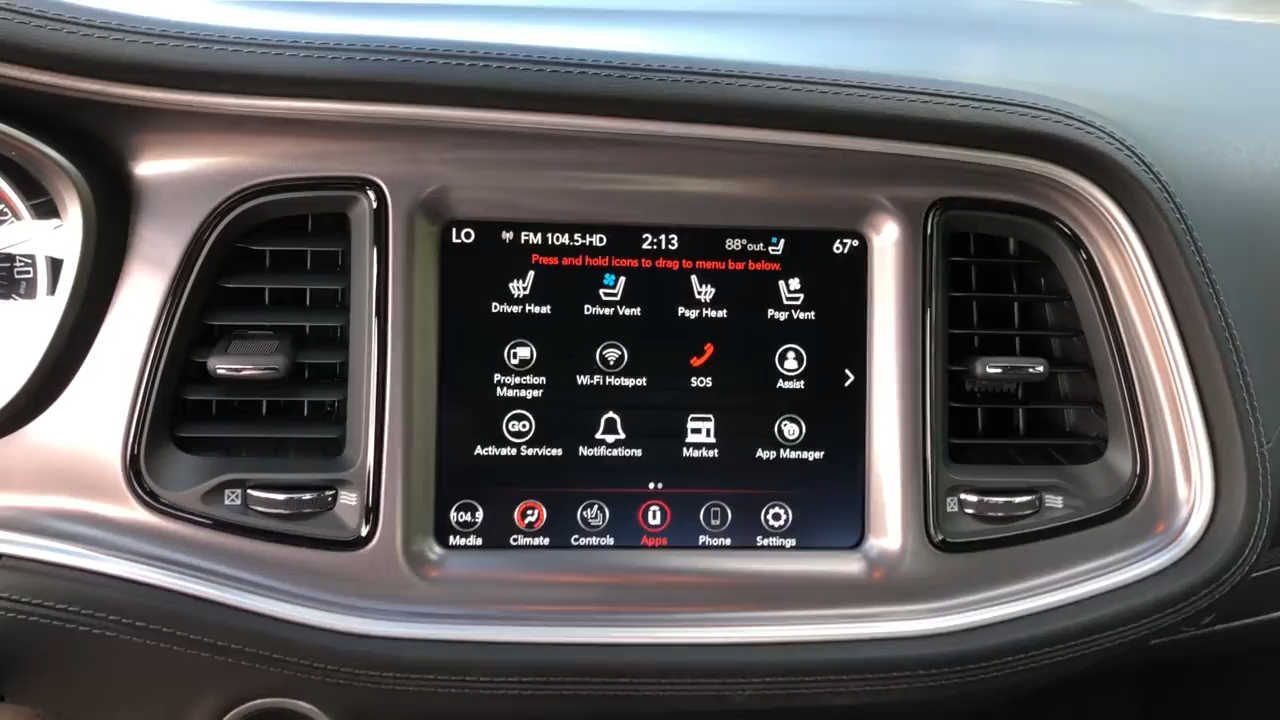 LO FM 104.5-HD 2:13 88°out. 67°
Press and hold icons to drag to menu bar below.
Driver Heat Driver Vent Psgr Heat Psgr Vent
Projection Manager Wi-Fi Hotspot SOS Assist
GO
Activate Services Notifications Market App Manager
104.5
Media Climate Controls Apps Phone Settings